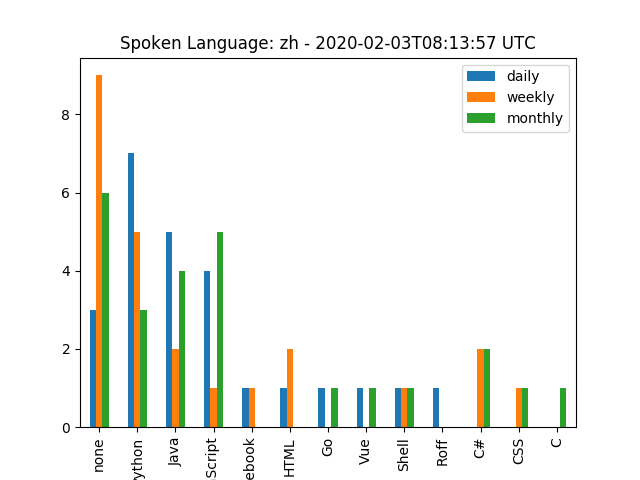 Spoken Language: zh - 2020-02-03T08:13:57 UTC
daily
weekly
monthly
8
6
4
2
0
none
ython
Java
Script
ebook
HTML
Go
Vue
Shell
Roff
C#
CSS
C